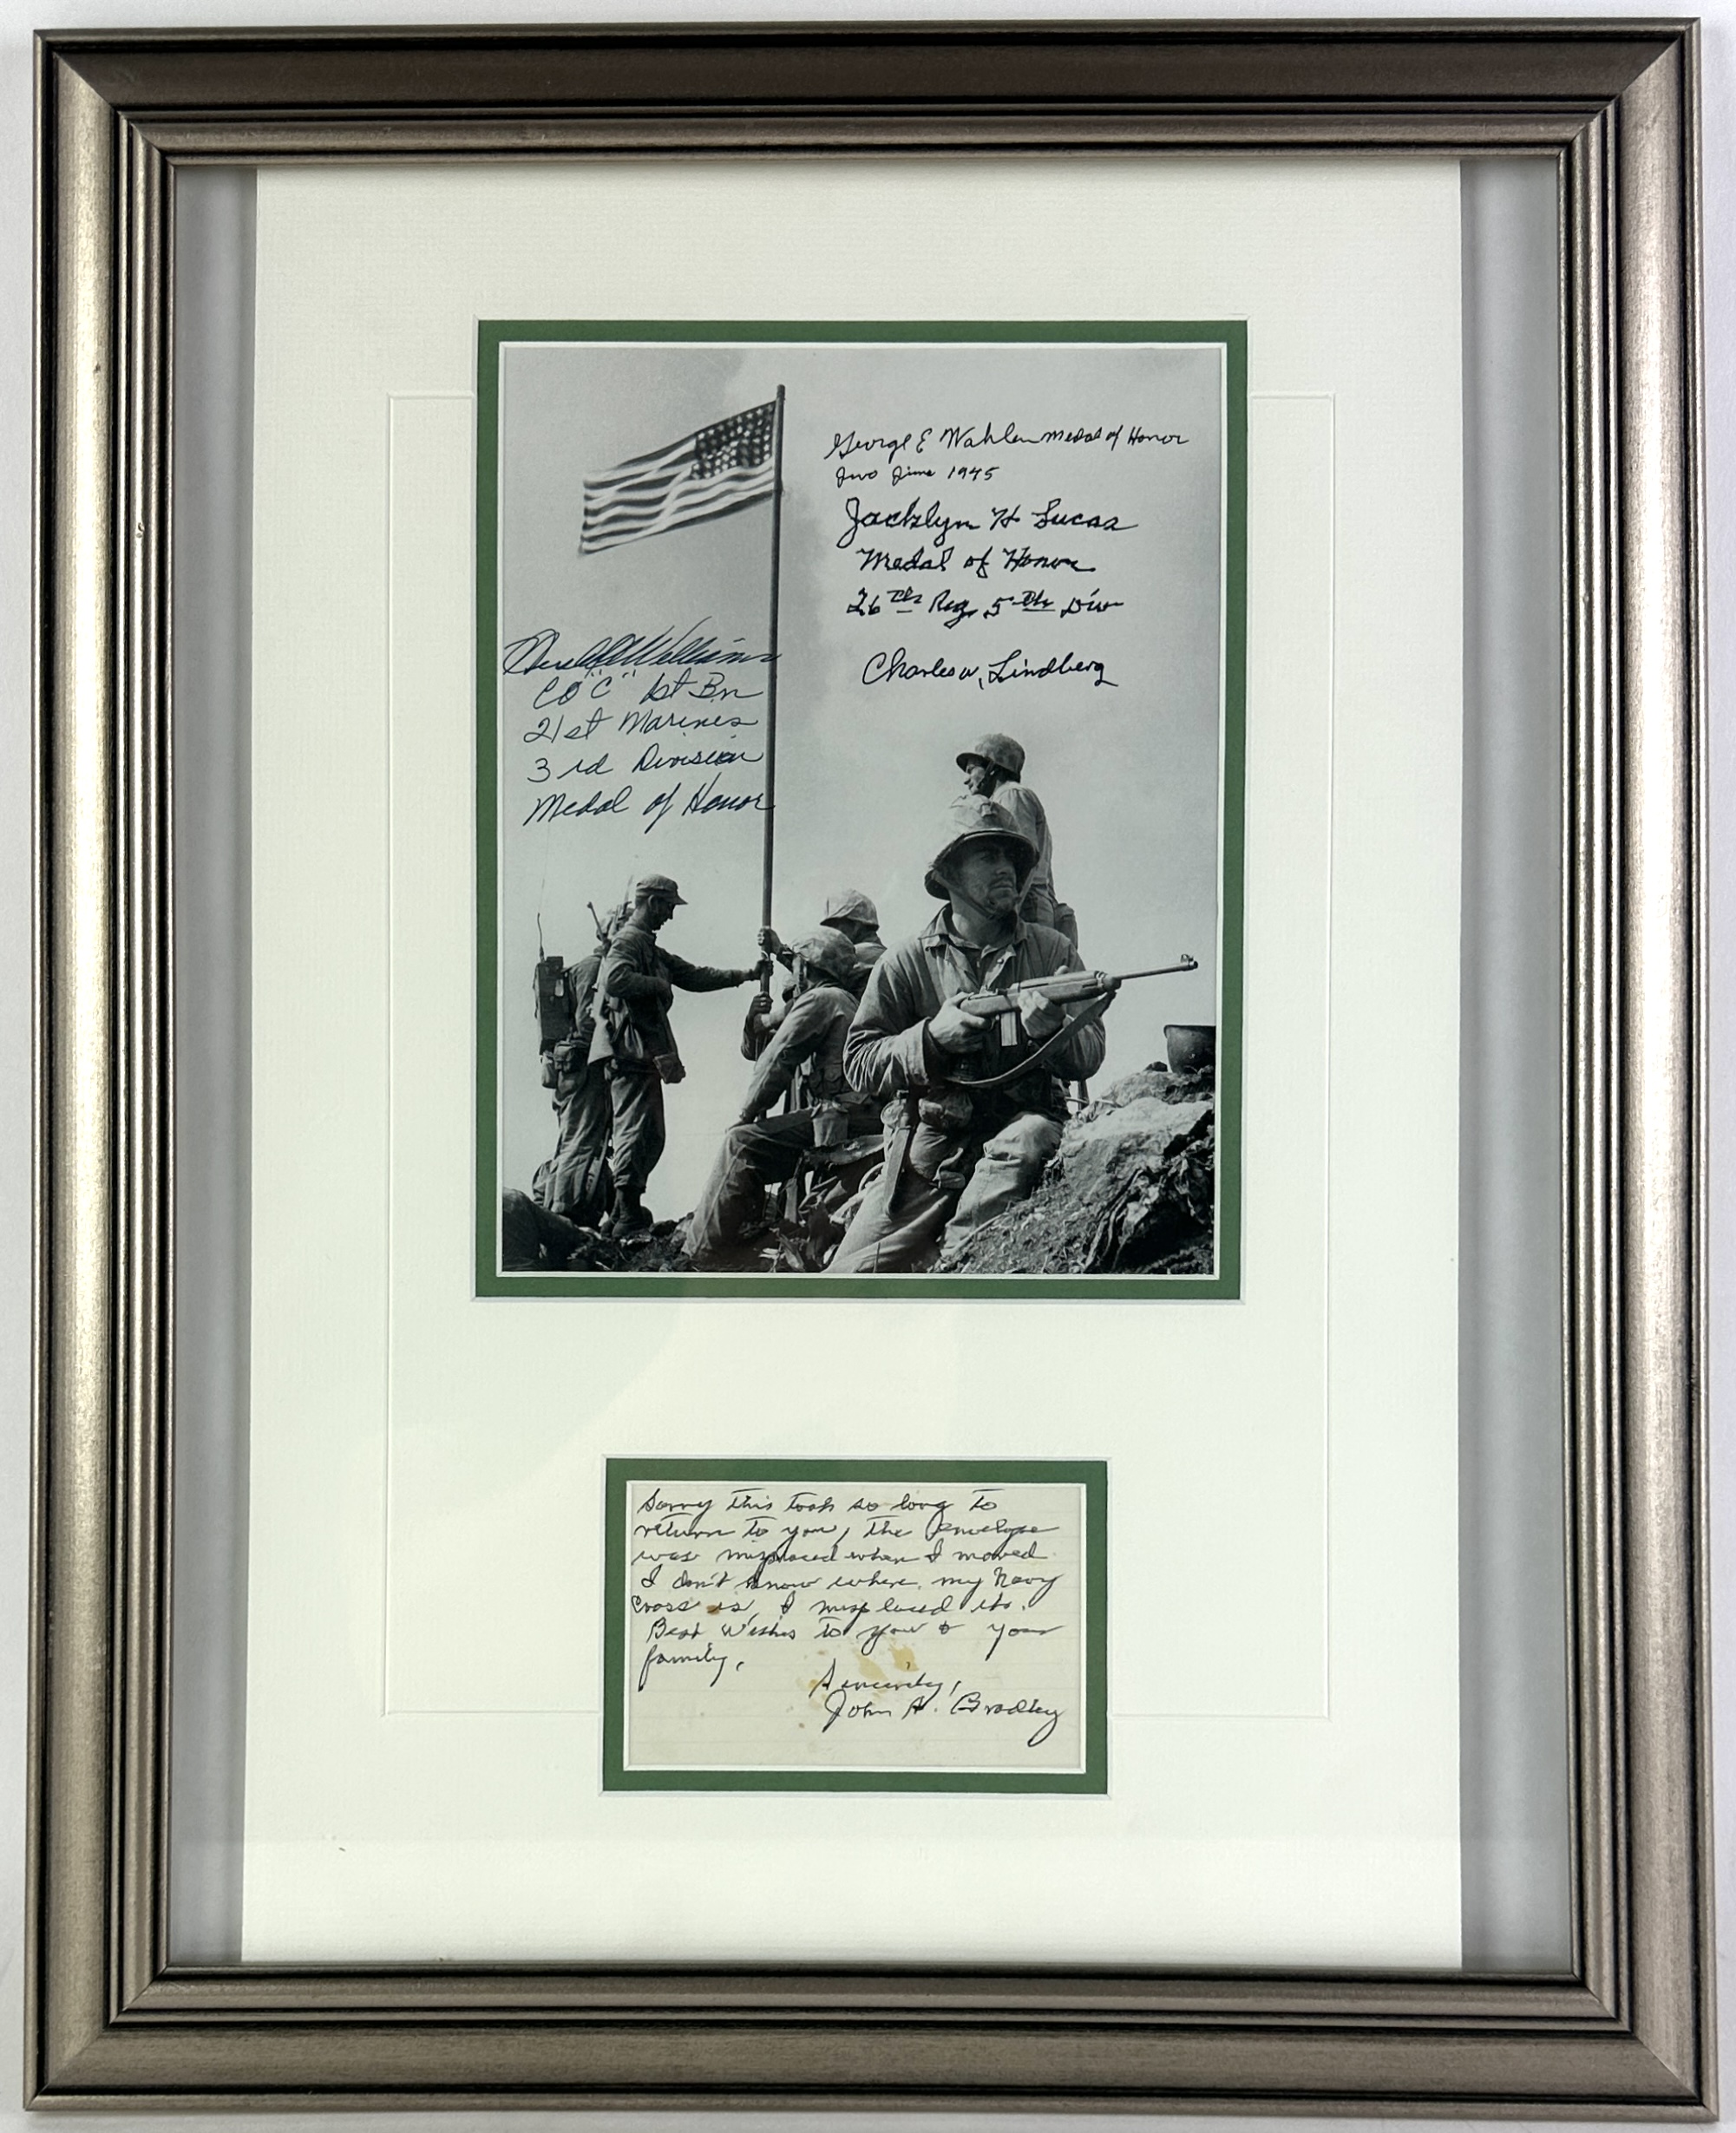 George E Wahlen Medal of Honor
Iwo Jima 1945
Jacklyn H Lucas
Medal of Honor
26th Reg. 5th Div
Charles W. Lindberg
Williams
CO "C" 1st Bn
21st Marines
3rd Division
Medal of Honor
Sorry this took so long to
return to you, the envelope
was misplaced when I moved
I don't know where my Navy
Cross is, I misplaced it.
Best Wishes to you & your
family,
Sincerely,
John H. Bradley